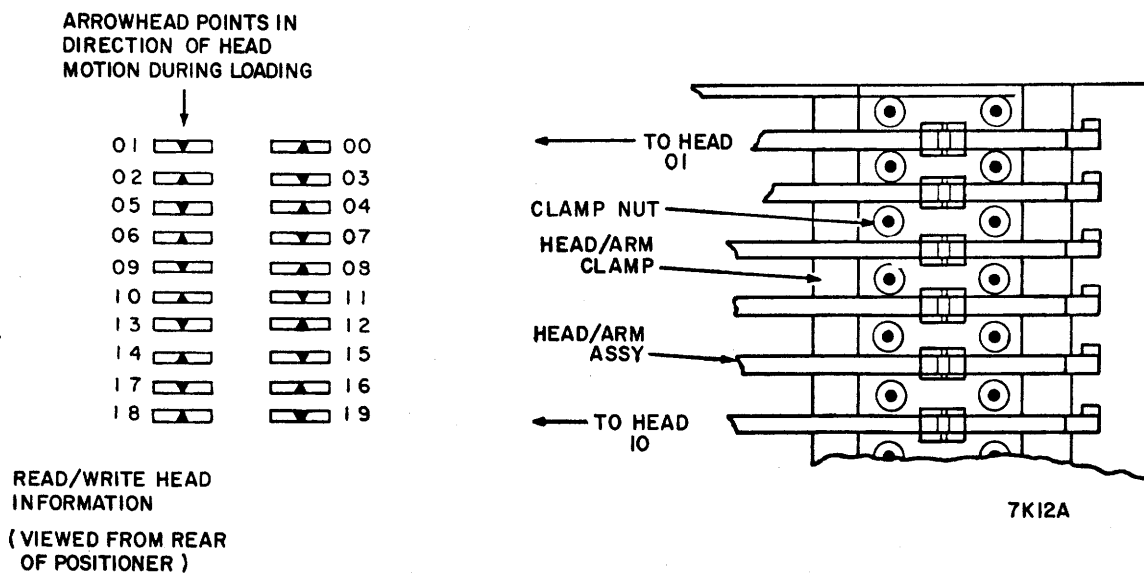 ARROWHEAD POINTS IN
DIRECTION OF HEAD
MOTION DURING LOADING
01 00
02 03
05 04
06 07
09 08
10 11
13 12
14 15
17 16
18 19
READ/WRITE HEAD
INFORMATION
(VIEWED FROM REAR
OF POSITIONER)
TO HEAD
01
CLAMP NUT
HEAD/ARM
CLAMP
HEAD/ARM
ASSY
TO HEAD
10
7K12A